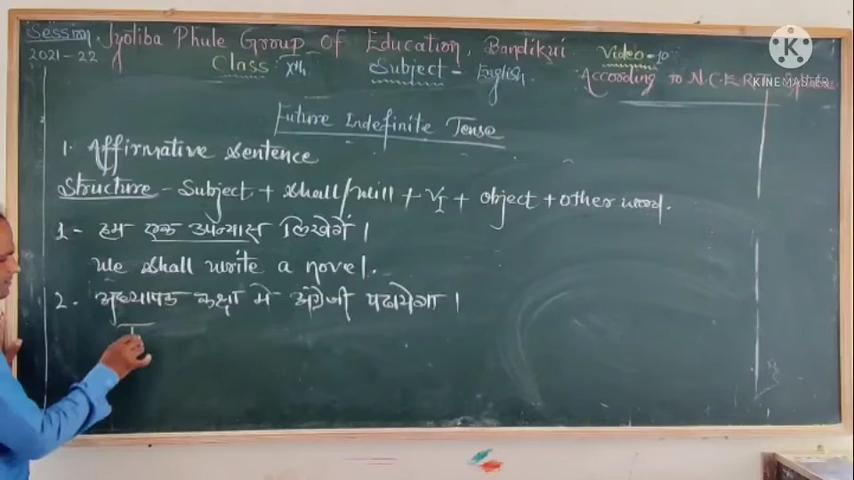 Session Jyotiba Phule Group Of Education, Bandikui Video-10
2021-22 Class Xth Subject - English According to N.C.E.R.T.
KINEMASTER
Future Indefinite Tense
1. Affirmative Sentence
Structure - Subject + Shall/will + V1 + object + other word.
1- हम एक उपन्यास लिखेगें।
We shall write a novel.
2. अध्यापक कक्षा में अंग्रेजी पढायेगा।
T